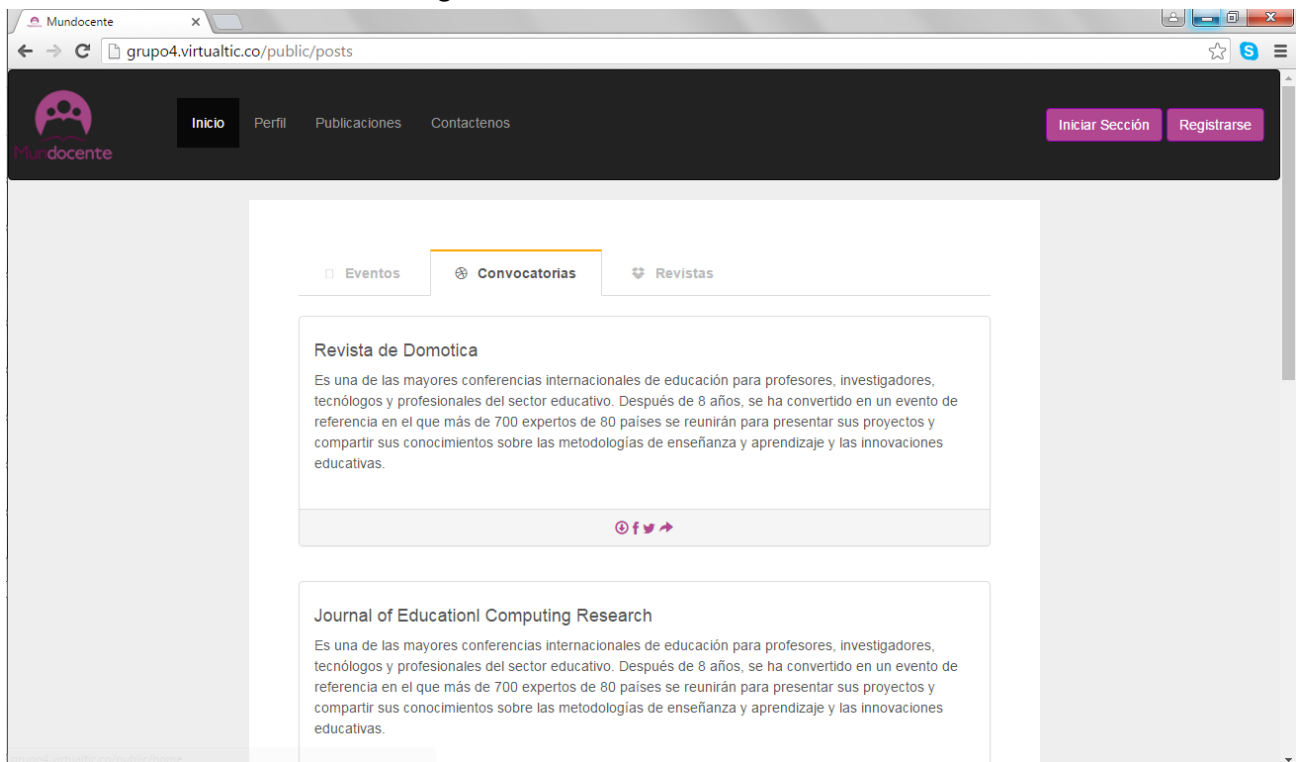 Mundocente
grupo4.virtualtic.co/public/posts
Mundocente
Inicio
Perfil
Publicaciones
Contactenos
Iniciar Sección
Registrarse
Eventos
Convocatorias
Revistas
Revista de Domotica
Es una de las mayores conferencias internacionales de educación para profesores, investigadores,
tecnólogos y profesionales del sector educativo. Después de 8 años, se ha convertido en un evento de
referencia en el que más de 700 expertos de 80 países se reunirán para presentar sus proyectos y
compartir sus conocimientos sobre las metodologías de enseñanza y aprendizaje y las innovaciones
educativas.
Journal of Educationl Computing Research
Es una de las mayores conferencias internacionales de educación para profesores, investigadores,
tecnólogos y profesionales del sector educativo. Después de 8 años, se ha convertido en un evento de
referencia en el que más de 700 expertos de 80 países se reunirán para presentar sus proyectos y
compartir sus conocimientos sobre las metodologías de enseñanza y aprendizaje y las innovaciones
educativas.